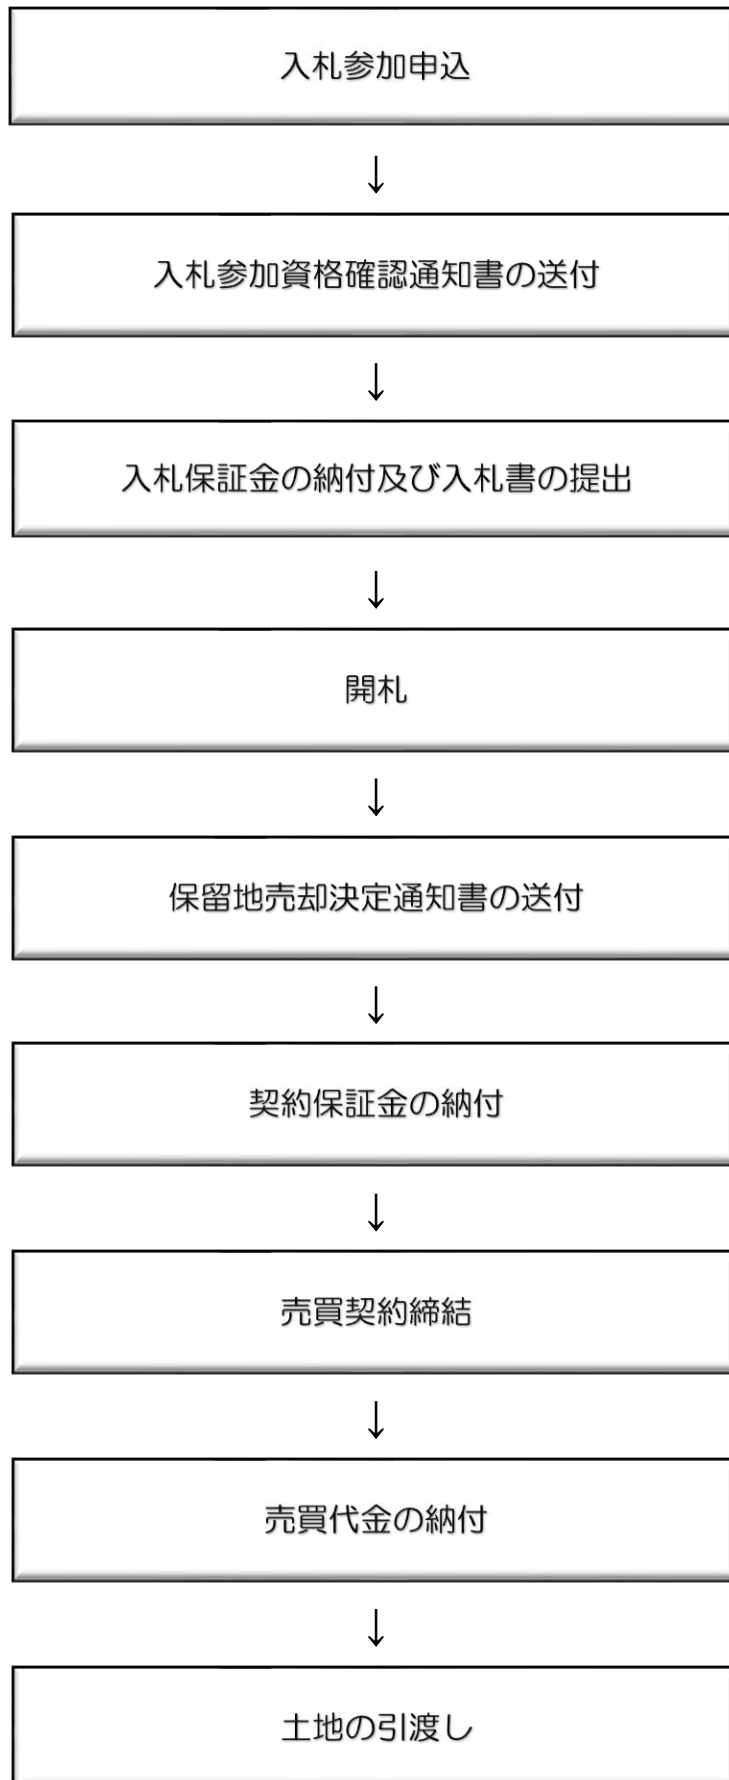 入札参加申込
↓
入札参加資格確認通知書の送付
↓
入札保証金の納付及び入札書の提出
↓
開札
↓
保留地売却決定通知書の送付
↓
契約保証金の納付
↓
売買契約締結
↓
売買代金の納付
↓
土地の引渡し